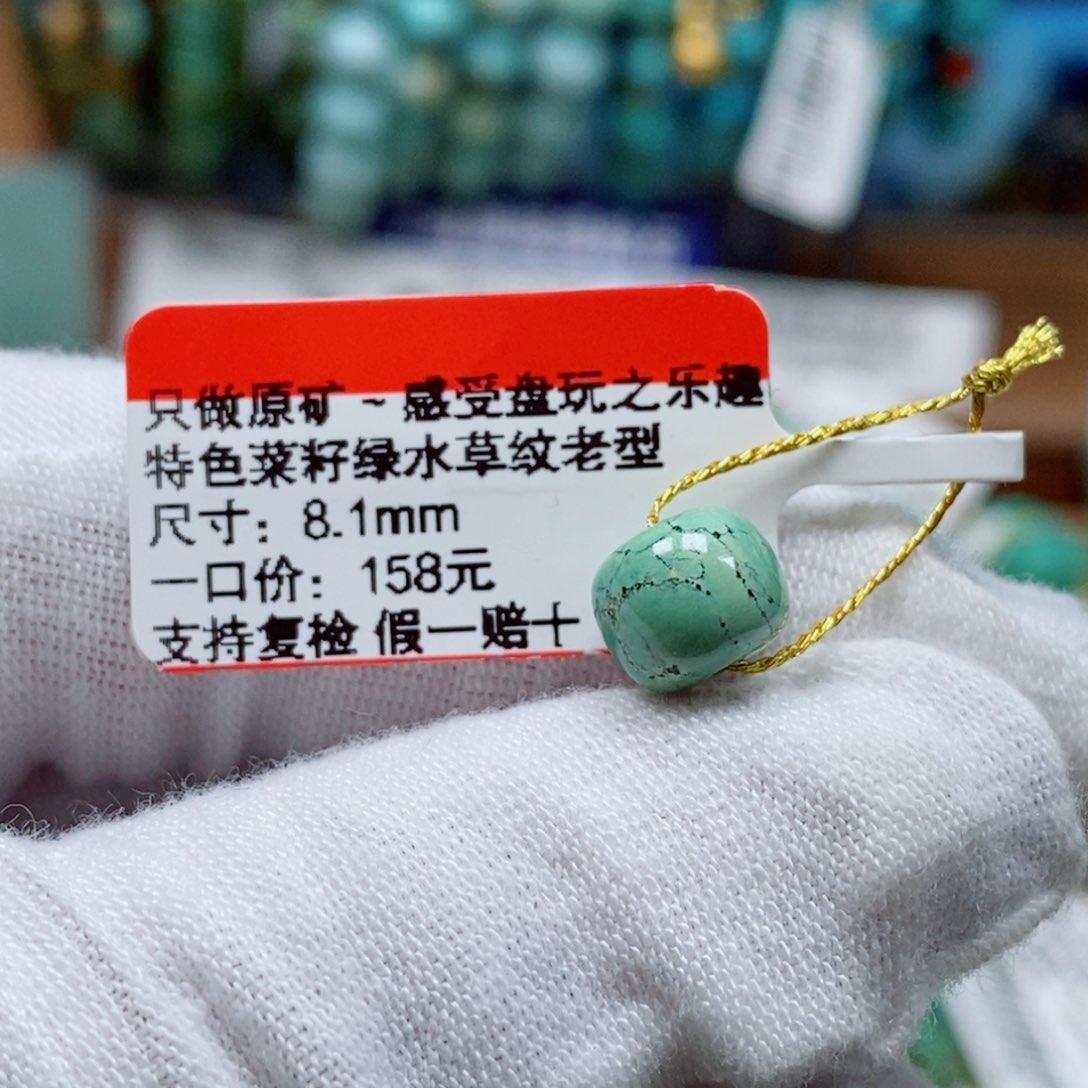 只做原矿 ~ 感受盘玩之乐趣
特色菜籽绿水草纹老型
尺寸：8.1mm
一口价：158元
支持复检 假一赔十